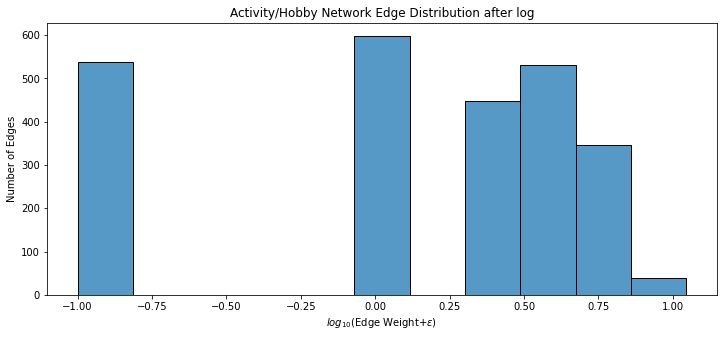 Activity/Hobby Network Edge Distribution after log
Number of Edges
600
500
400
300
200
100
0
−1.00 −0.75 −0.50 −0.25 0.00 0.25 0.50 0.75 1.00
log₁₀(Edge Weight+ε)